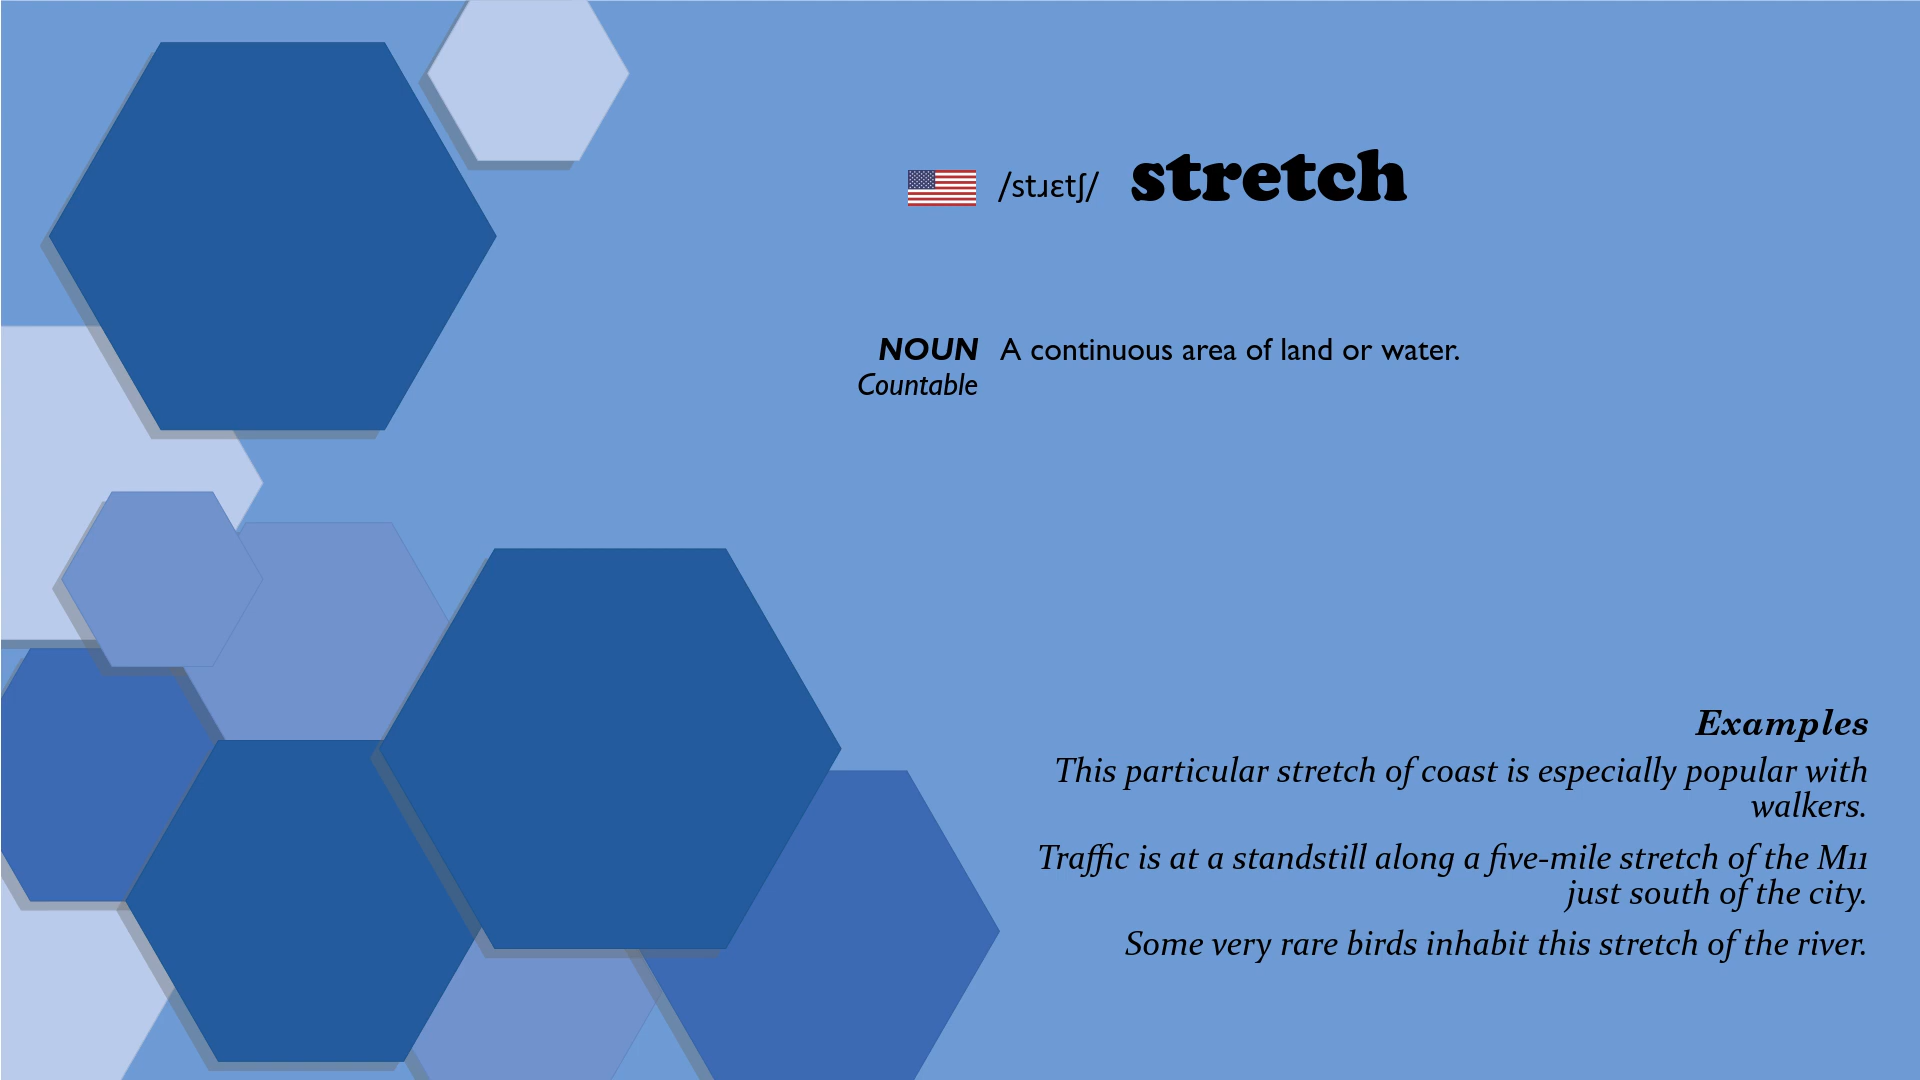 /stɹɛtʃ/ stretch
NOUN A continuous area of land or water.
Countable
Examples
This particular stretch of coast is especially popular with
walkers.
Traffic is at a standstill along a five-mile stretch of the M11
just south of the city.
Some very rare birds inhabit this stretch of the river.